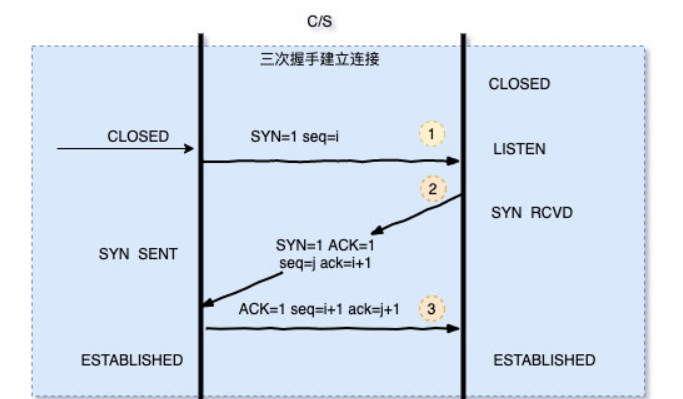 C/S
三次握手建立连接
CLOSED
CLOSED
SYN=1 seq=i
1
LISTEN
2
SYN RCVD
SYN=1 ACK=1
seq=j ack=i+1
SYN SENT
ACK=1 seq=i+1 ack=j+1
3
ESTABLISHED
ESTABLISHED